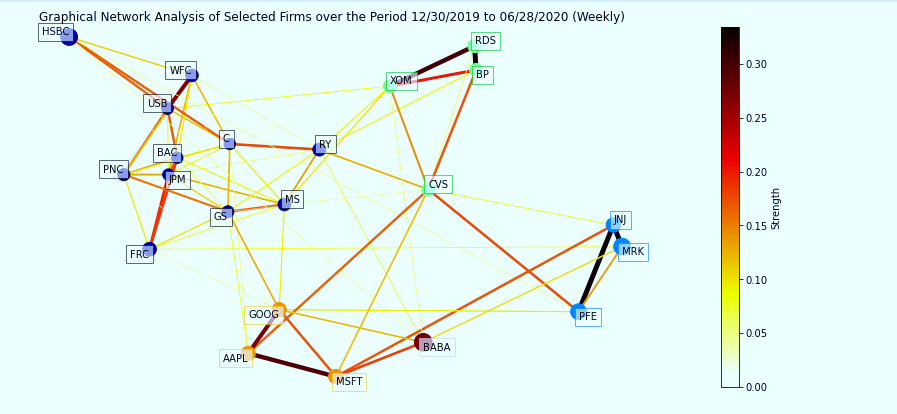 Graphical Network Analysis of Selected Firms over the Period 12/30/2019 to 06/28/2020 (Weekly)
HSBC
RDS
WFC
XOM
BP
USB
C
RY
BAC
PNC
JPM
CVS
MS
GS
JNJ
FRC
MRK
GOOG
PFE
BABA
AAPL
MSFT
0.30
0.25
0.20
0.15
0.10
0.05
0.00
Strength